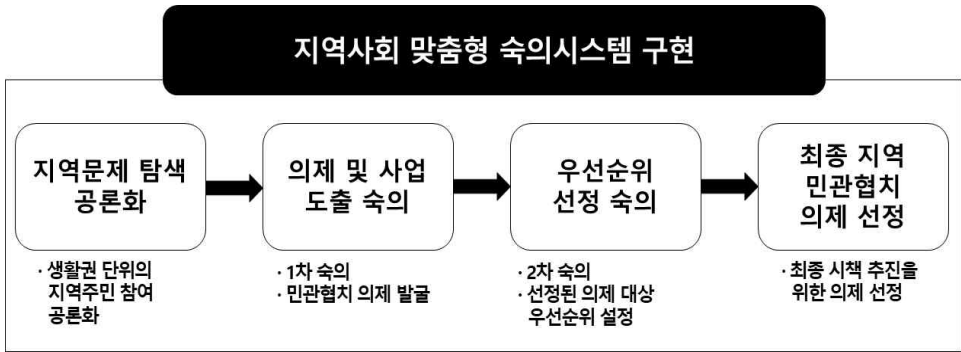 지역사회 맞춤형 숙의시스템 구현
지역문제 탐색
공론화
· 생활권 단위의
지역주민 참여
공론화
의제 및 사업
도출 숙의
· 1차 숙의
· 민관협치 의제 발굴
우선순위
선정 숙의
· 2차 숙의
· 선정된 의제 대상
우선순위 설정
최종 지역
민관협치
의제 선정
· 최종 시책 추진을
위한 의제 선정